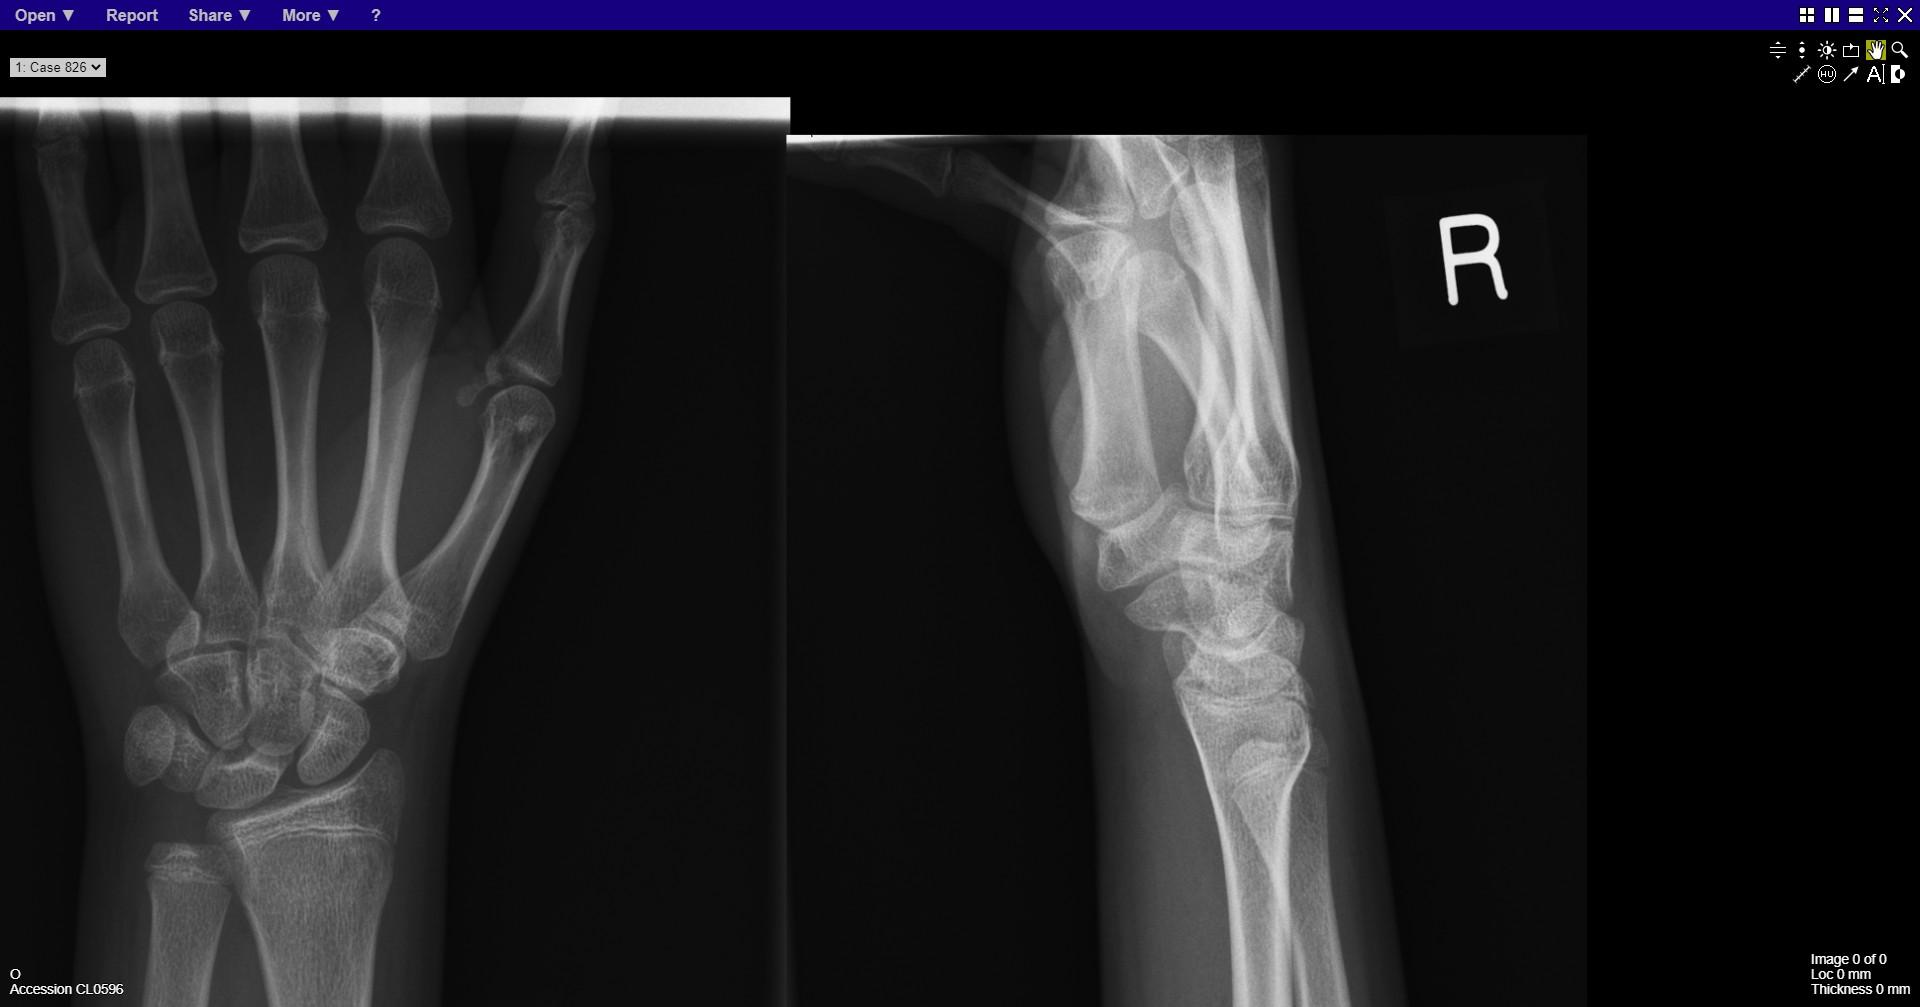 Open ▼ Report Share ▼ More ▼ ?
1: Case 826
HU A
R
O
Accession CL0596
Image 0 of 0
Loc 0 mm
Thickness 0 mm